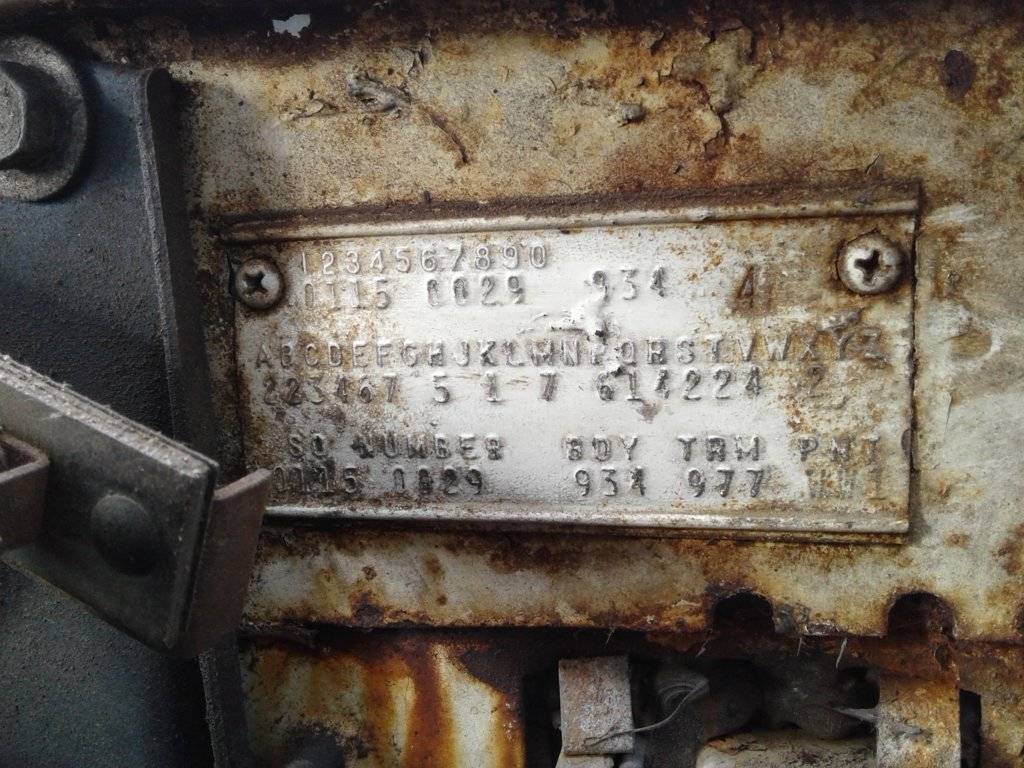 1234567890
0115 0029 934 4
ABCDEFGHJKLMNPQRSTVWXYZ
223467 5 1 7 614224 2
SO NUMBER BDY TRM PNT
0115 0029 934 977 WW1